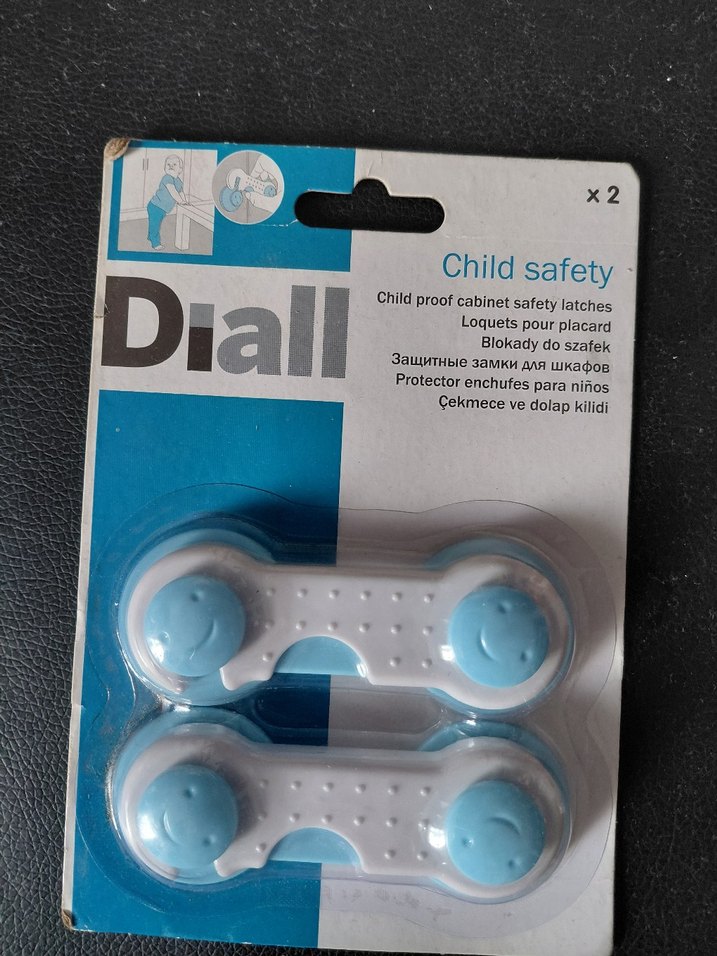 x 2
Diall
Child safety
Child proof cabinet safety latches
Loquets pour placard
Blokady do szafek
Защитные замки для шкафов
Protector enchufes para niños
Çekmece ve dolap kilidi